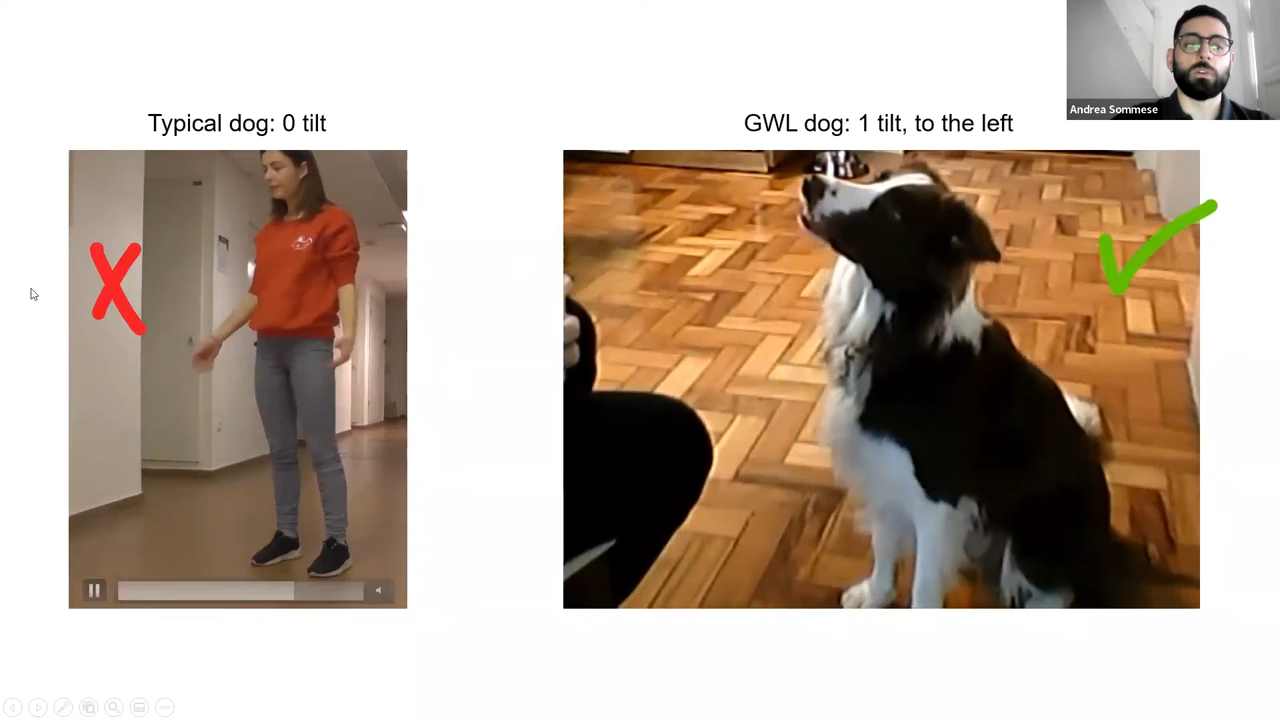 Andrea Sommese
Typical dog: 0 tilt
GWL dog: 1 tilt, to the left